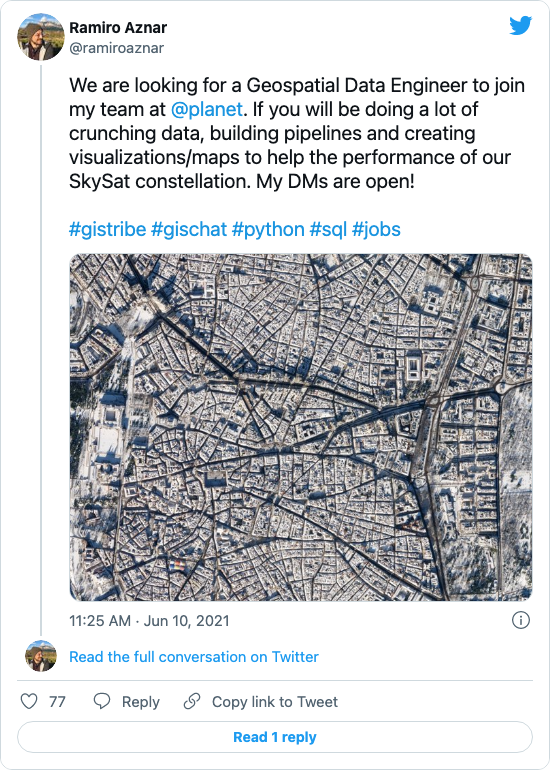 Ramiro Aznar
@ramiroaznar
We are looking for a Geospatial Data Engineer to join
my team at @planet. If you will be doing a lot of
crunching data, building pipelines and creating
visualizations/maps to help the performance of our
SkySat constellation. My DMs are open!
#gistribe #gischat #python #sql #jobs
11:25 AM · Jun 10, 2021
Read the full conversation on Twitter
77 Reply Copy link to Tweet
Read 1 reply